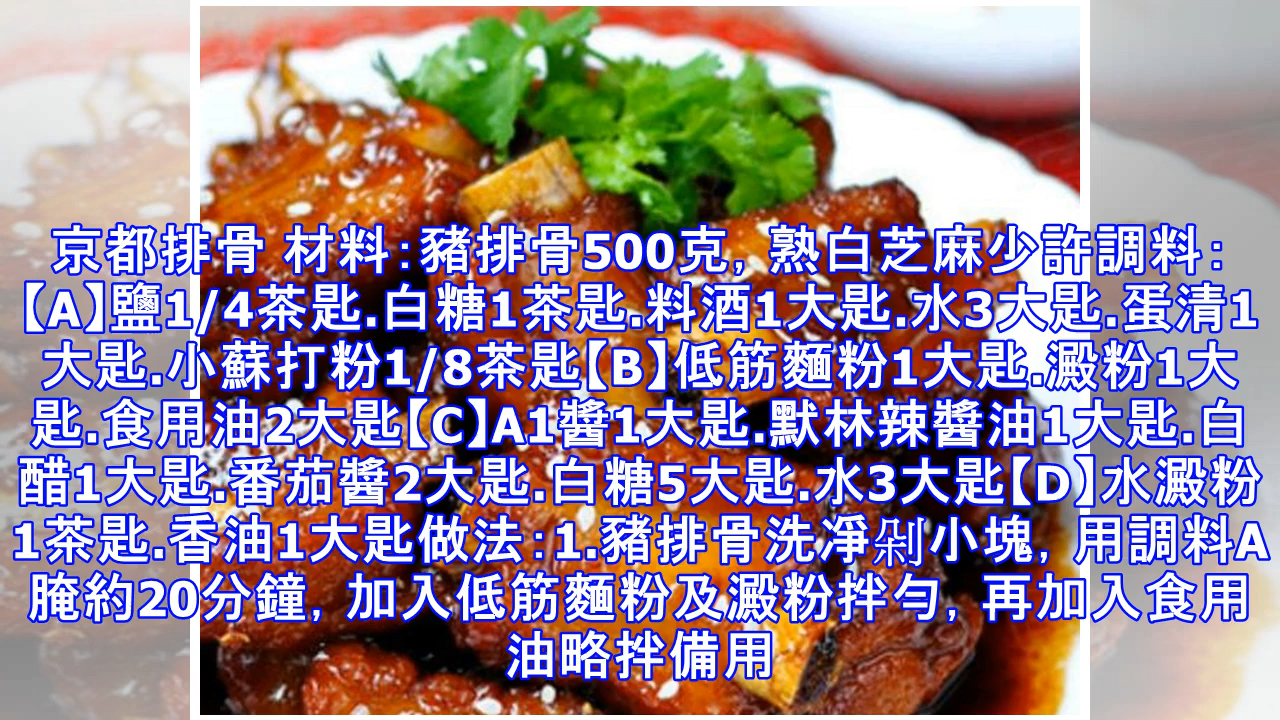 京都排骨 材料:豬排骨500克, 熟白芝麻少許調料:
【A】鹽1/4茶匙.白糖1茶匙.料酒1大匙.水3大匙.蛋清1
大匙.小蘇打粉1/8茶匙【B】低筋麵粉1大匙.澱粉1大
匙.食用油2大匙【C】A1醬1大匙.默林辣醬油1大匙.白
醋1大匙.番茄醬2大匙.白糖5大匙.水3大匙【D】水澱粉
1茶匙.香油1大匙做法:1.豬排骨洗凈剁小塊, 用調料A
腌約20分鐘, 加入低筋麵粉及澱粉拌勻, 再加入食用
油略拌備用